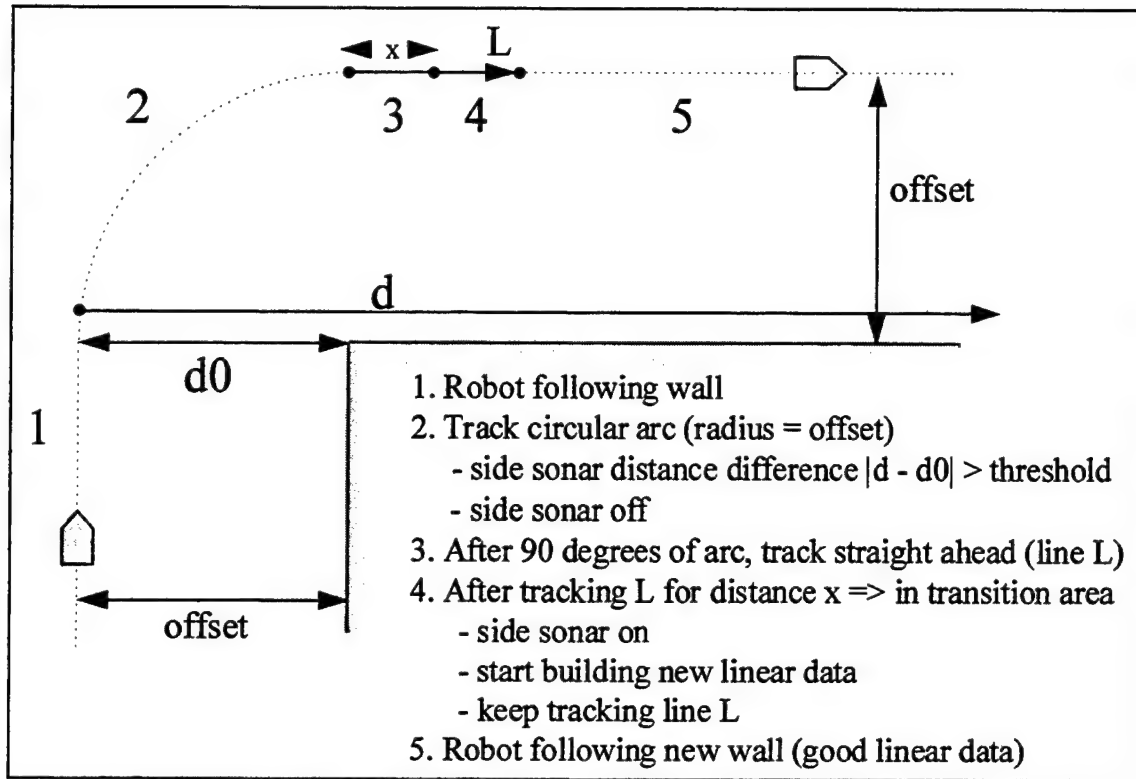 x
L
2
3
4
5
offset
d
d0
1
offset
1. Robot following wall
2. Track circular arc (radius = offset)
- side sonar distance difference |d - d0| > threshold
- side sonar off
3. After 90 degrees of arc, track straight ahead (line L)
4. After tracking L for distance x => in transition area
- side sonar on
- start building new linear data
- keep tracking line L
5. Robot following new wall (good linear data)